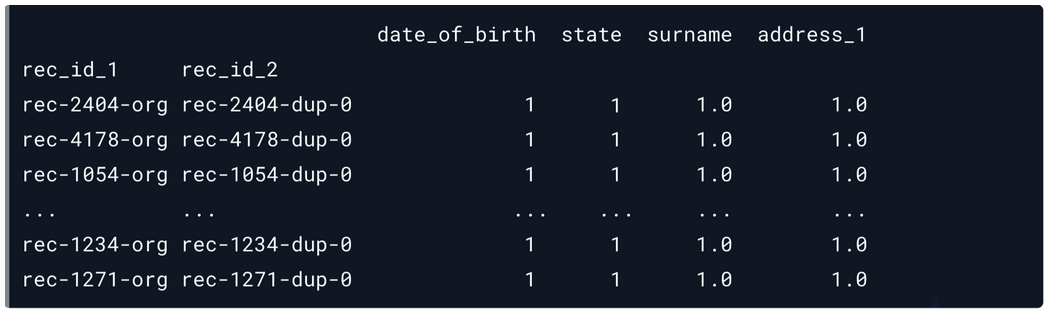 date_of_birth state surname address_1
rec_id_1 rec_id_2
rec-2404-org rec-2404-dup-0 1 1 1.0 1.0
rec-4178-org rec-4178-dup-0 1 1 1.0 1.0
rec-1054-org rec-1054-dup-0 1 1 1.0 1.0
... ... ... ... ... ...
rec-1234-org rec-1234-dup-0 1 1 1.0 1.0
rec-1271-org rec-1271-dup-0 1 1 1.0 1.0